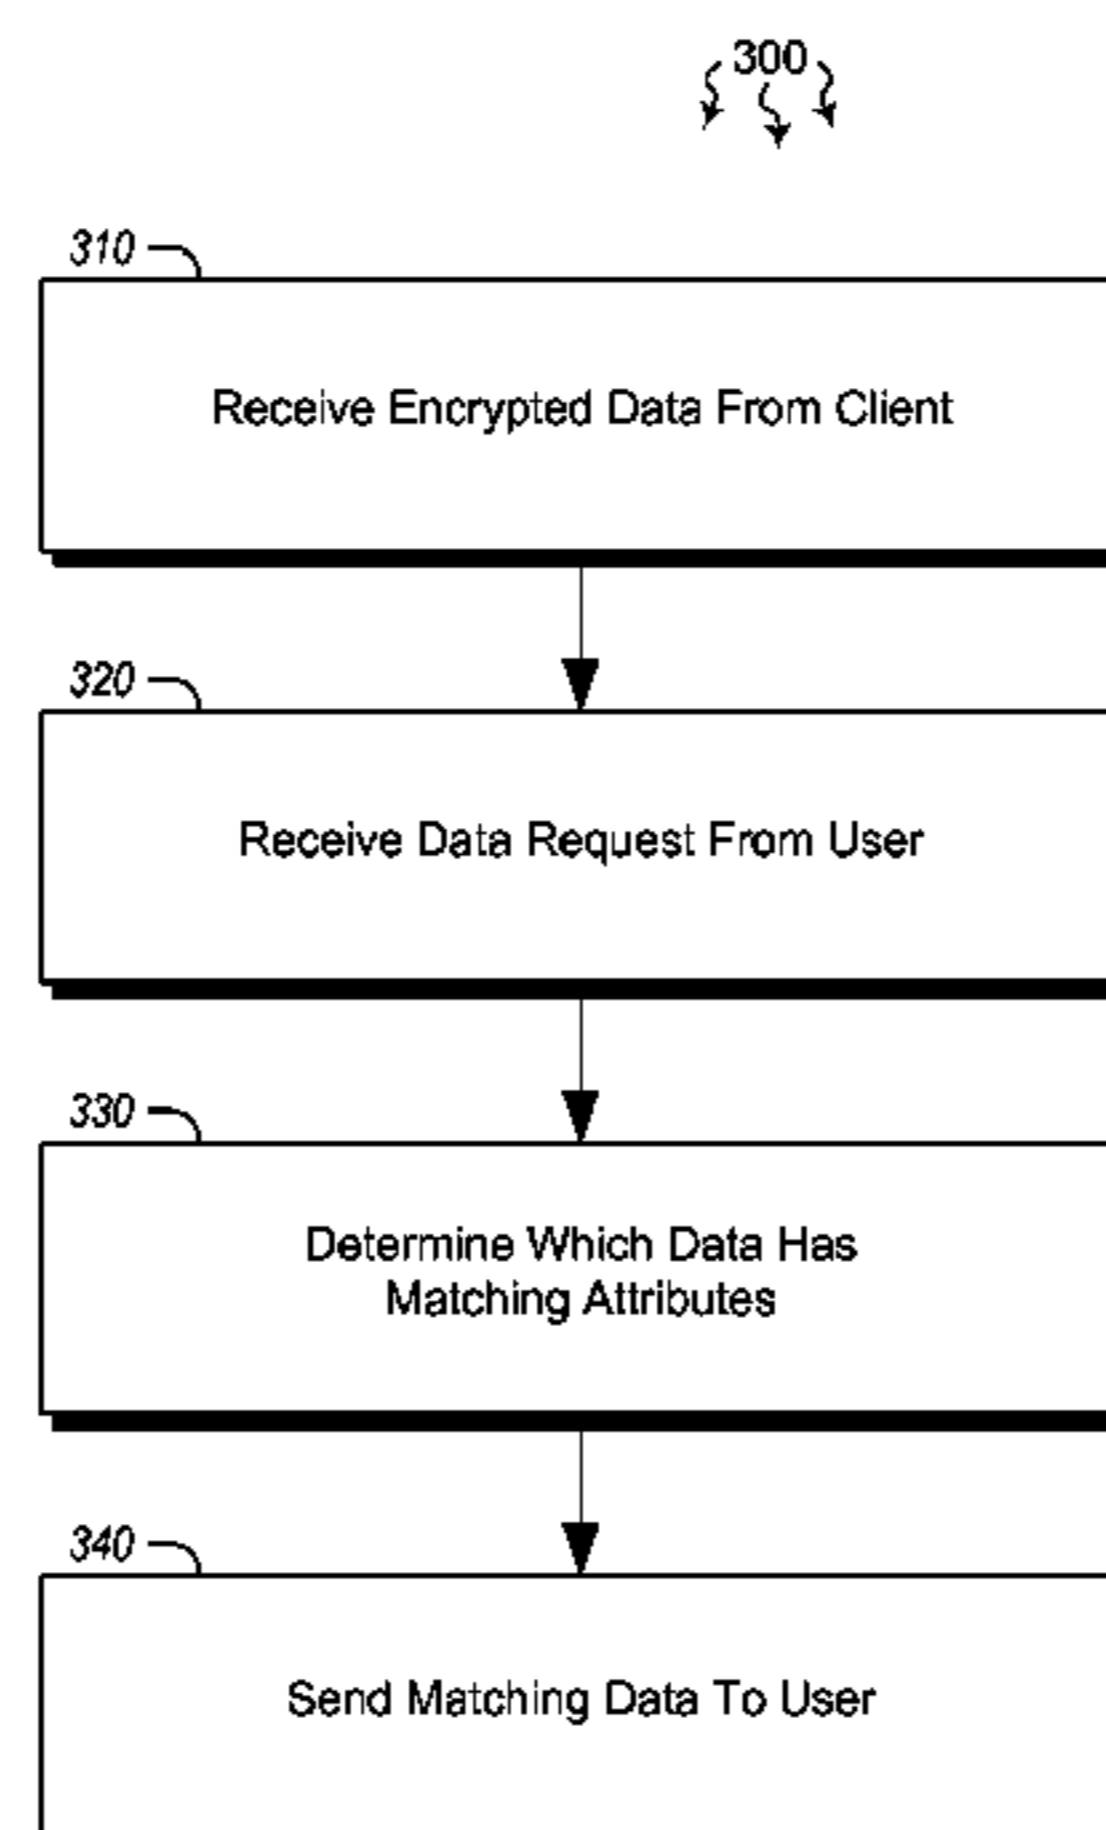 300
310
Receive Encrypted Data From Client
320
Receive Data Request From User
330
Determine Which Data Has
Matching Attributes
340
Send Matching Data To User